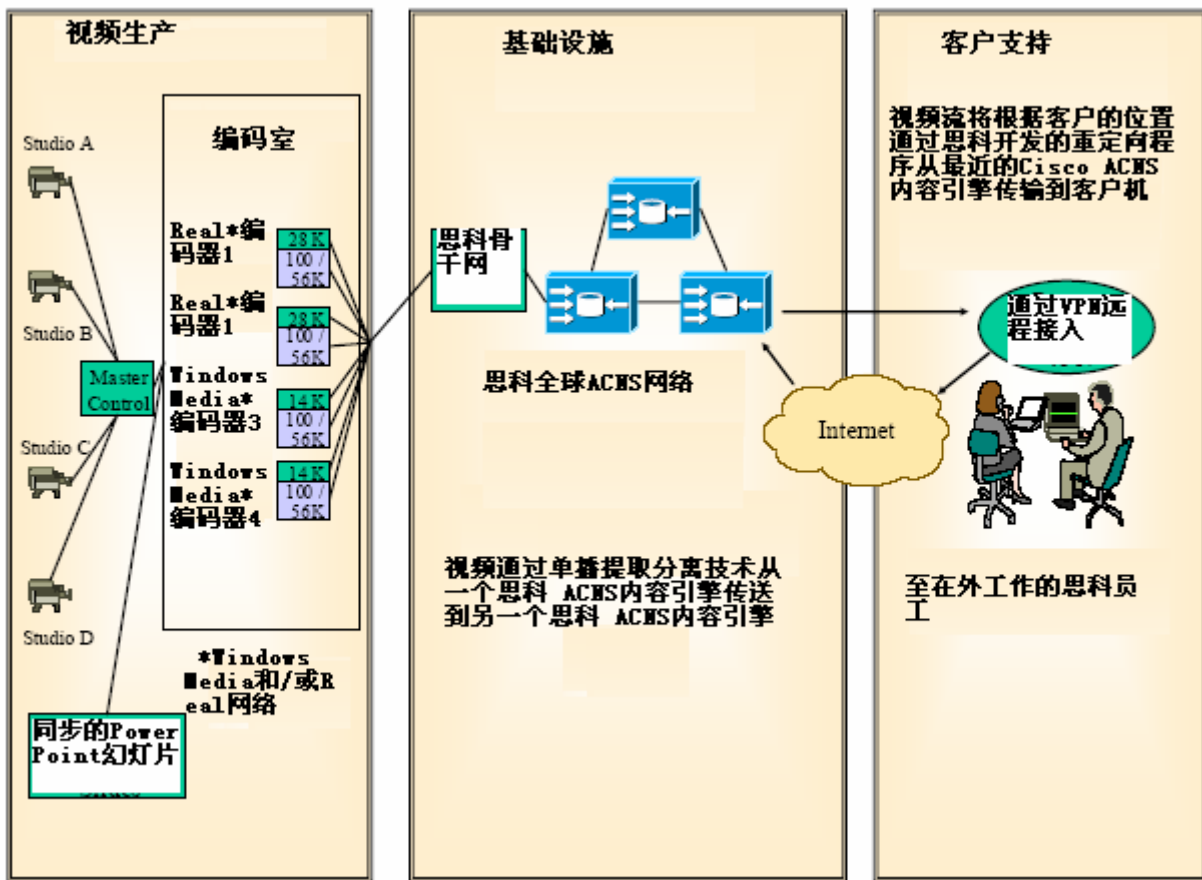 视频生产
Studio A
Studio B
Master
Control
Studio C
Studio D
同步的Power
Point幻灯片
编码室
Real*编
码器1
28 K
100 /
56K
Real*编
码器1
28K
100 /
56K
Windows
Media*
编码器3
14 K
100 /
56K
Windows
Media*
编码器4
14 K
100 /
56K
*Windows
Media和/或R
eal网络
基础设施
思科骨
干网
思科全球ACNS网络
Internet
视频通过单播提取分离技术从
一个思科 ACNS内容引擎传送
到另一个思科 ACNS内容引擎
客户支持
视频流将根据客户的位置
通过思科开发的重定向程
序从最近的Cisco ACNS
内容引擎传输到客户机
通过VPN远
程接入
至在外工作的思科员
工